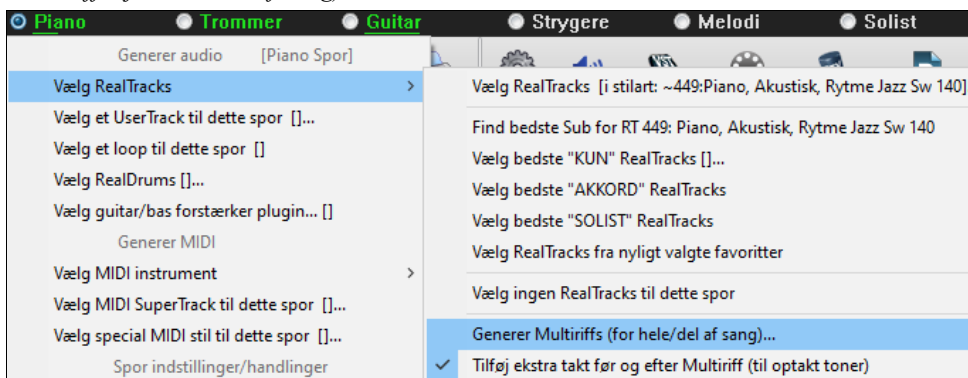 Piano Trommer Guitar Strygere Melodi Solist
Generer audio [Piano Spor]
Vælg RealTracks >
Vælg et UserTrack til dette spor []...
Vælg et loop til dette spor []
Vælg RealDrums []...
Vælg guitar/bas forstærker plugin... []
Generer MIDI
Vælg MIDI instrument >
Vælg MIDI SuperTrack til dette spor []...
Vælg special MIDI stil til dette spor []...
Spor indstillinger/handlinger
Vælg RealTracks [i stilart: ~449:Piano, Akustisk, Rytme Jazz Sw 140]
Find bedste Sub for RT 449: Piano, Akustisk, Rytme Jazz Sw 140
Vælg bedste "KUN" RealTracks []...
Vælg bedste "AKKORD" RealTracks
Vælg bedste "SOLIST" RealTracks
Vælg RealTracks fra nyligt valgte favoritter
Vælg ingen RealTracks til dette spor
Generer Multiriffs (for hele/del af sang)...
✓ Tilføj ekstra takt før og efter Multiriff (til optakt toner)